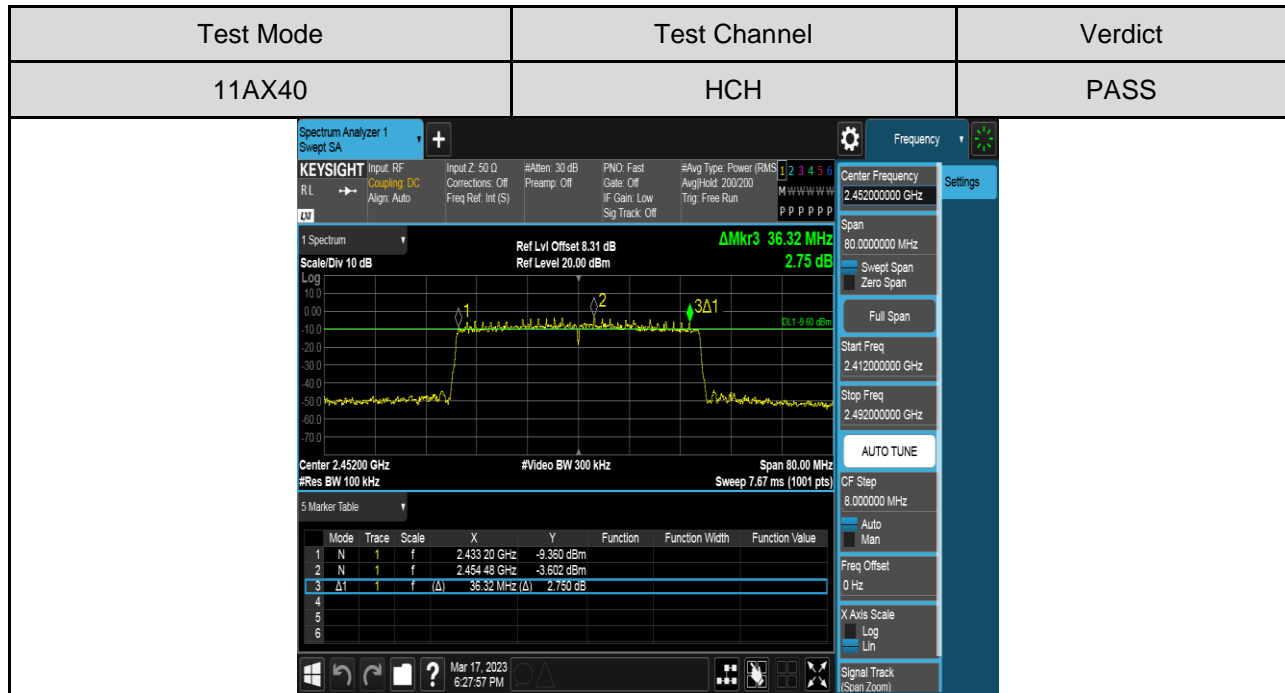 Test Mode Test Channel Verdict
11AX40 HCH PASS
Spectrum Analyzer 1
Swept SA
+
Frequency
KEYSIGHT
RL
LXI
Input: RF
Coupling: DC
Align: Auto
Input Z: 50 Ω
Corrections: Off
Freq Ref: Int (S)
#Atten: 30 dB
Preamp: Off
PNO: Fast
Gate: Off
IF Gain: Low
Sig Track: Off
#Avg Type: Power (RMS
Avg|Hold: 200/200
Trig: Free Run
1 2 3 4 5 6
M W W W W W
P P P P P P
1 Spectrum
Scale/Div 10 dB
Ref Lvl Offset 8.31 dB
Ref Level 20.00 dBm
ΔMkr3 36.32 MHz
2.75 dB
Log
10.0
0.00
-10.0
-20.0
-30.0
-40.0
-50.0
-60.0
-70.0
1
2
3Δ1
DL1 -9.60 dBm
Center 2.45200 GHz
#Res BW 100 kHz
#Video BW 300 kHz
Span 80.00 MHz
Sweep 7.67 ms (1001 pts)
5 Marker Table
Mode Trace Scale X Y Function Function Width Function Value
1 N 1 f 2.433 20 GHz -9.360 dBm
2 N 1 f 2.454 48 GHz -3.602 dBm
3 Δ1 1 f (Δ) 36.32 MHz (Δ) 2.750 dB
4
5
6
?
Mar 17, 2023
6:27:57 PM
Center Frequency
2.452000000 GHz
Settings
Span
80.0000000 MHz
Swept Span
Zero Span
Full Span
Start Freq
2.412000000 GHz
Stop Freq
2.492000000 GHz
AUTO TUNE
CF Step
8.000000 MHz
Auto
Man
Freq Offset
0 Hz
X Axis Scale
Log
Lin
Signal Track
(Span Zoom)